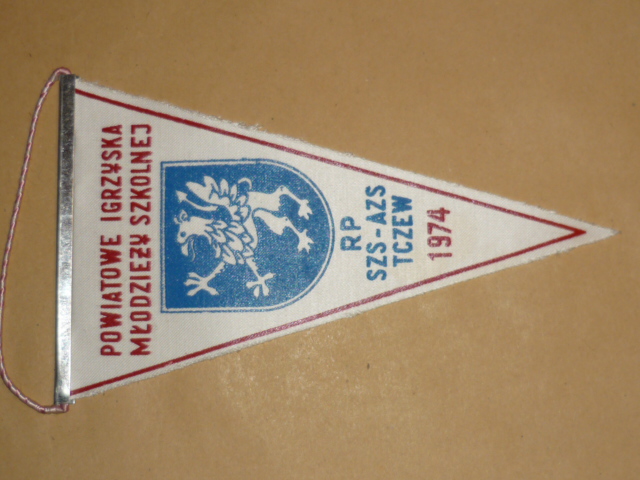 POWIATOWE IGRZYSKA
MŁODZIEŻY SZKOLNEJ
RP
SZS-AZS
TCZEW
1974